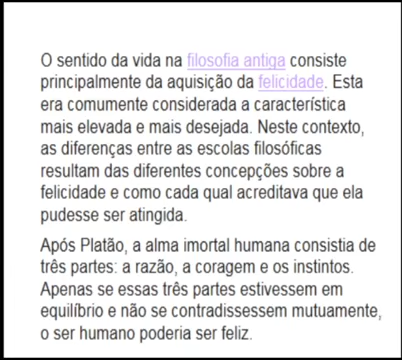 O sentido da vida na filosofia antiga consiste
principalmente da aquisição da felicidade. Esta
era comumente considerada a característica
mais elevada e mais desejada. Neste contexto,
as diferenças entre as escolas filosóficas
resultam das diferentes concepções sobre a
felicidade e como cada qual acreditava que ela
pudesse ser atingida.
Após Platão, a alma imortal humana consistia de
três partes: a razão, a coragem e os instintos.
Apenas se essas três partes estivessem em
equilíbrio e não se contradissessem mutuamente,
o ser humano poderia ser feliz.